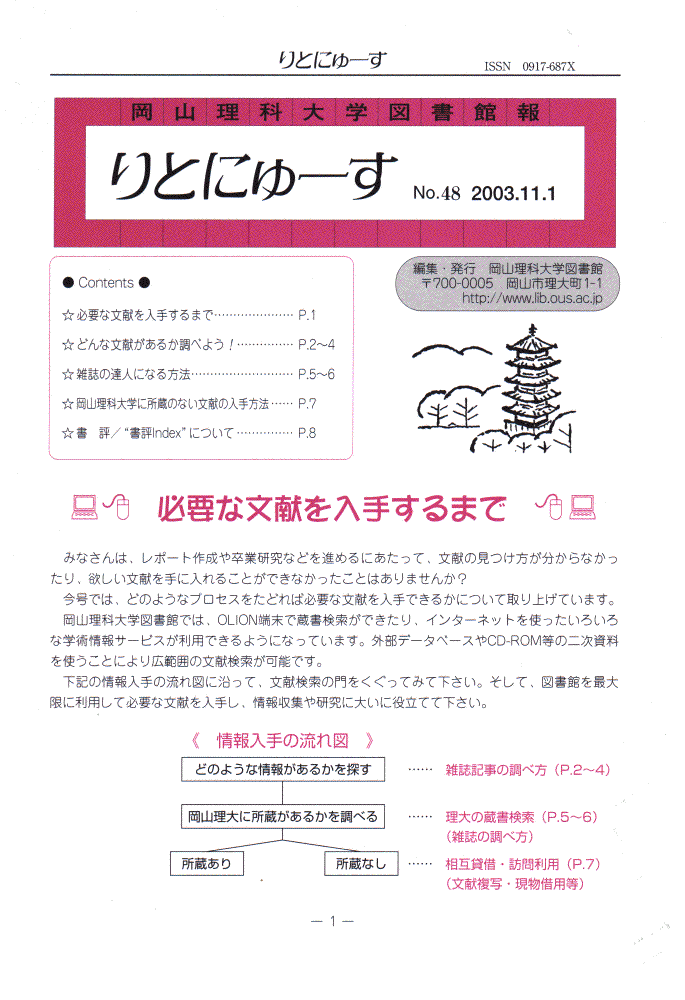 りとにゅーす
ISSN 0917-687X
岡山理科大学図書館報
りとにゅーす No.48 2003.11.1
● Contents ●
☆必要な文献を入手するまで………………… P.1
☆どんな文献があるか調べよう！…………… P.2～4
☆雑誌の達人になる方法……………………… P.5～6
☆岡山理科大学に所蔵のない文献の入手方法…… P.7
☆書　評／“書評Index”について…………… P.8
編集・発行　岡山理科大学図書館
〒700-0005　岡山市理大町1-1
http://www.lib.ous.ac.jp
必要な文献を入手するまで
みなさんは、レポート作成や卒業研究などを進めるにあたって、文献の見つけ方が分からなかっ
たり、欲しい文献を手に入れることができなかったことはありませんか？
今号では、どのようなプロセスをたどれば必要な文献を入手できるかについて取り上げています。
岡山理科大学図書館では、OLION端末で蔵書検索ができたり、インターネットを使ったいろいろ
な学術情報サービスが利用できるようになっています。外部データベースやCD-ROM等の二次資料
を使うことにより広範囲の文献検索が可能です。
下記の情報入手の流れ図に沿って、文献検索の門をくぐってみて下さい。そして、図書館を最大
限に利用して必要な文献を入手し、情報収集や研究に大いに役立てて下さい。
《　情報入手の流れ図　》
どのような情報があるかを探す …… 雑誌記事の調べ方（P.2～4）
岡山理大に所蔵があるかを調べる …… 理大の蔵書検索（P.5～6）
（雑誌の調べ方）
所蔵あり　所蔵なし …… 相互貸借・訪問利用（P.7）
（文献複写・現物借用等）
― 1 ―